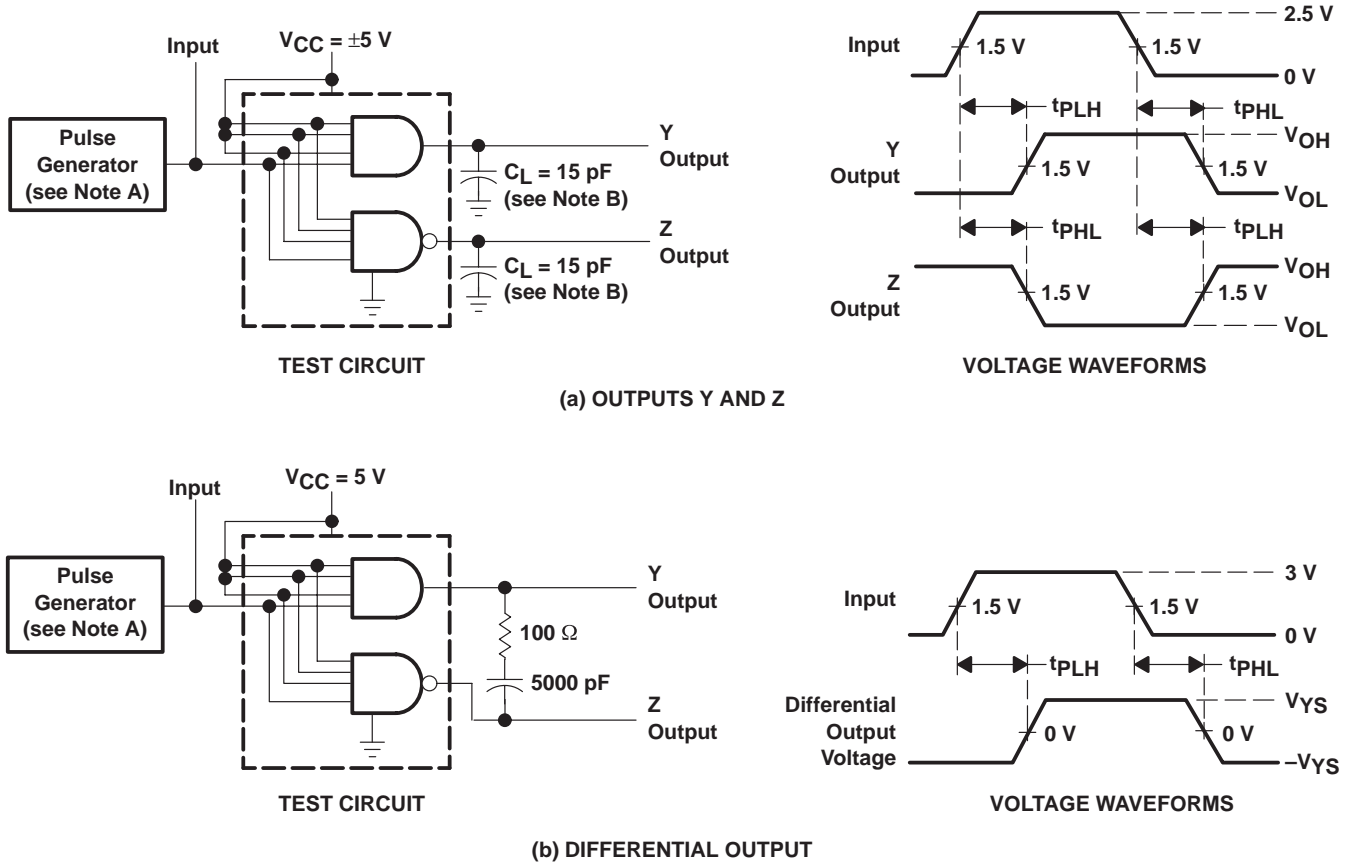 Input
VCC = ±5 V
Pulse
Generator
(see Note A)
Y
Output
CL = 15 pF
(see Note B)
Z
Output
CL = 15 pF
(see Note B)
TEST CIRCUIT
Input
1.5 V
1.5 V
2.5 V
0 V
tPLH
tPHL
Y
Output
1.5 V
1.5 V
VOH
VOL
tPHL
tPLH
Z
Output
1.5 V
1.5 V
VOH
VOL
VOLTAGE WAVEFORMS
(a) OUTPUTS Y AND Z
Input
VCC = 5 V
Pulse
Generator
(see Note A)
Y
Output
100 Ω
5000 pF
Z
Output
TEST CIRCUIT
Input
1.5 V
1.5 V
3 V
0 V
tPLH
tPHL
Differential
Output
Voltage
0 V
0 V
VYS
–VYS
VOLTAGE WAVEFORMS
(b) DIFFERENTIAL OUTPUT